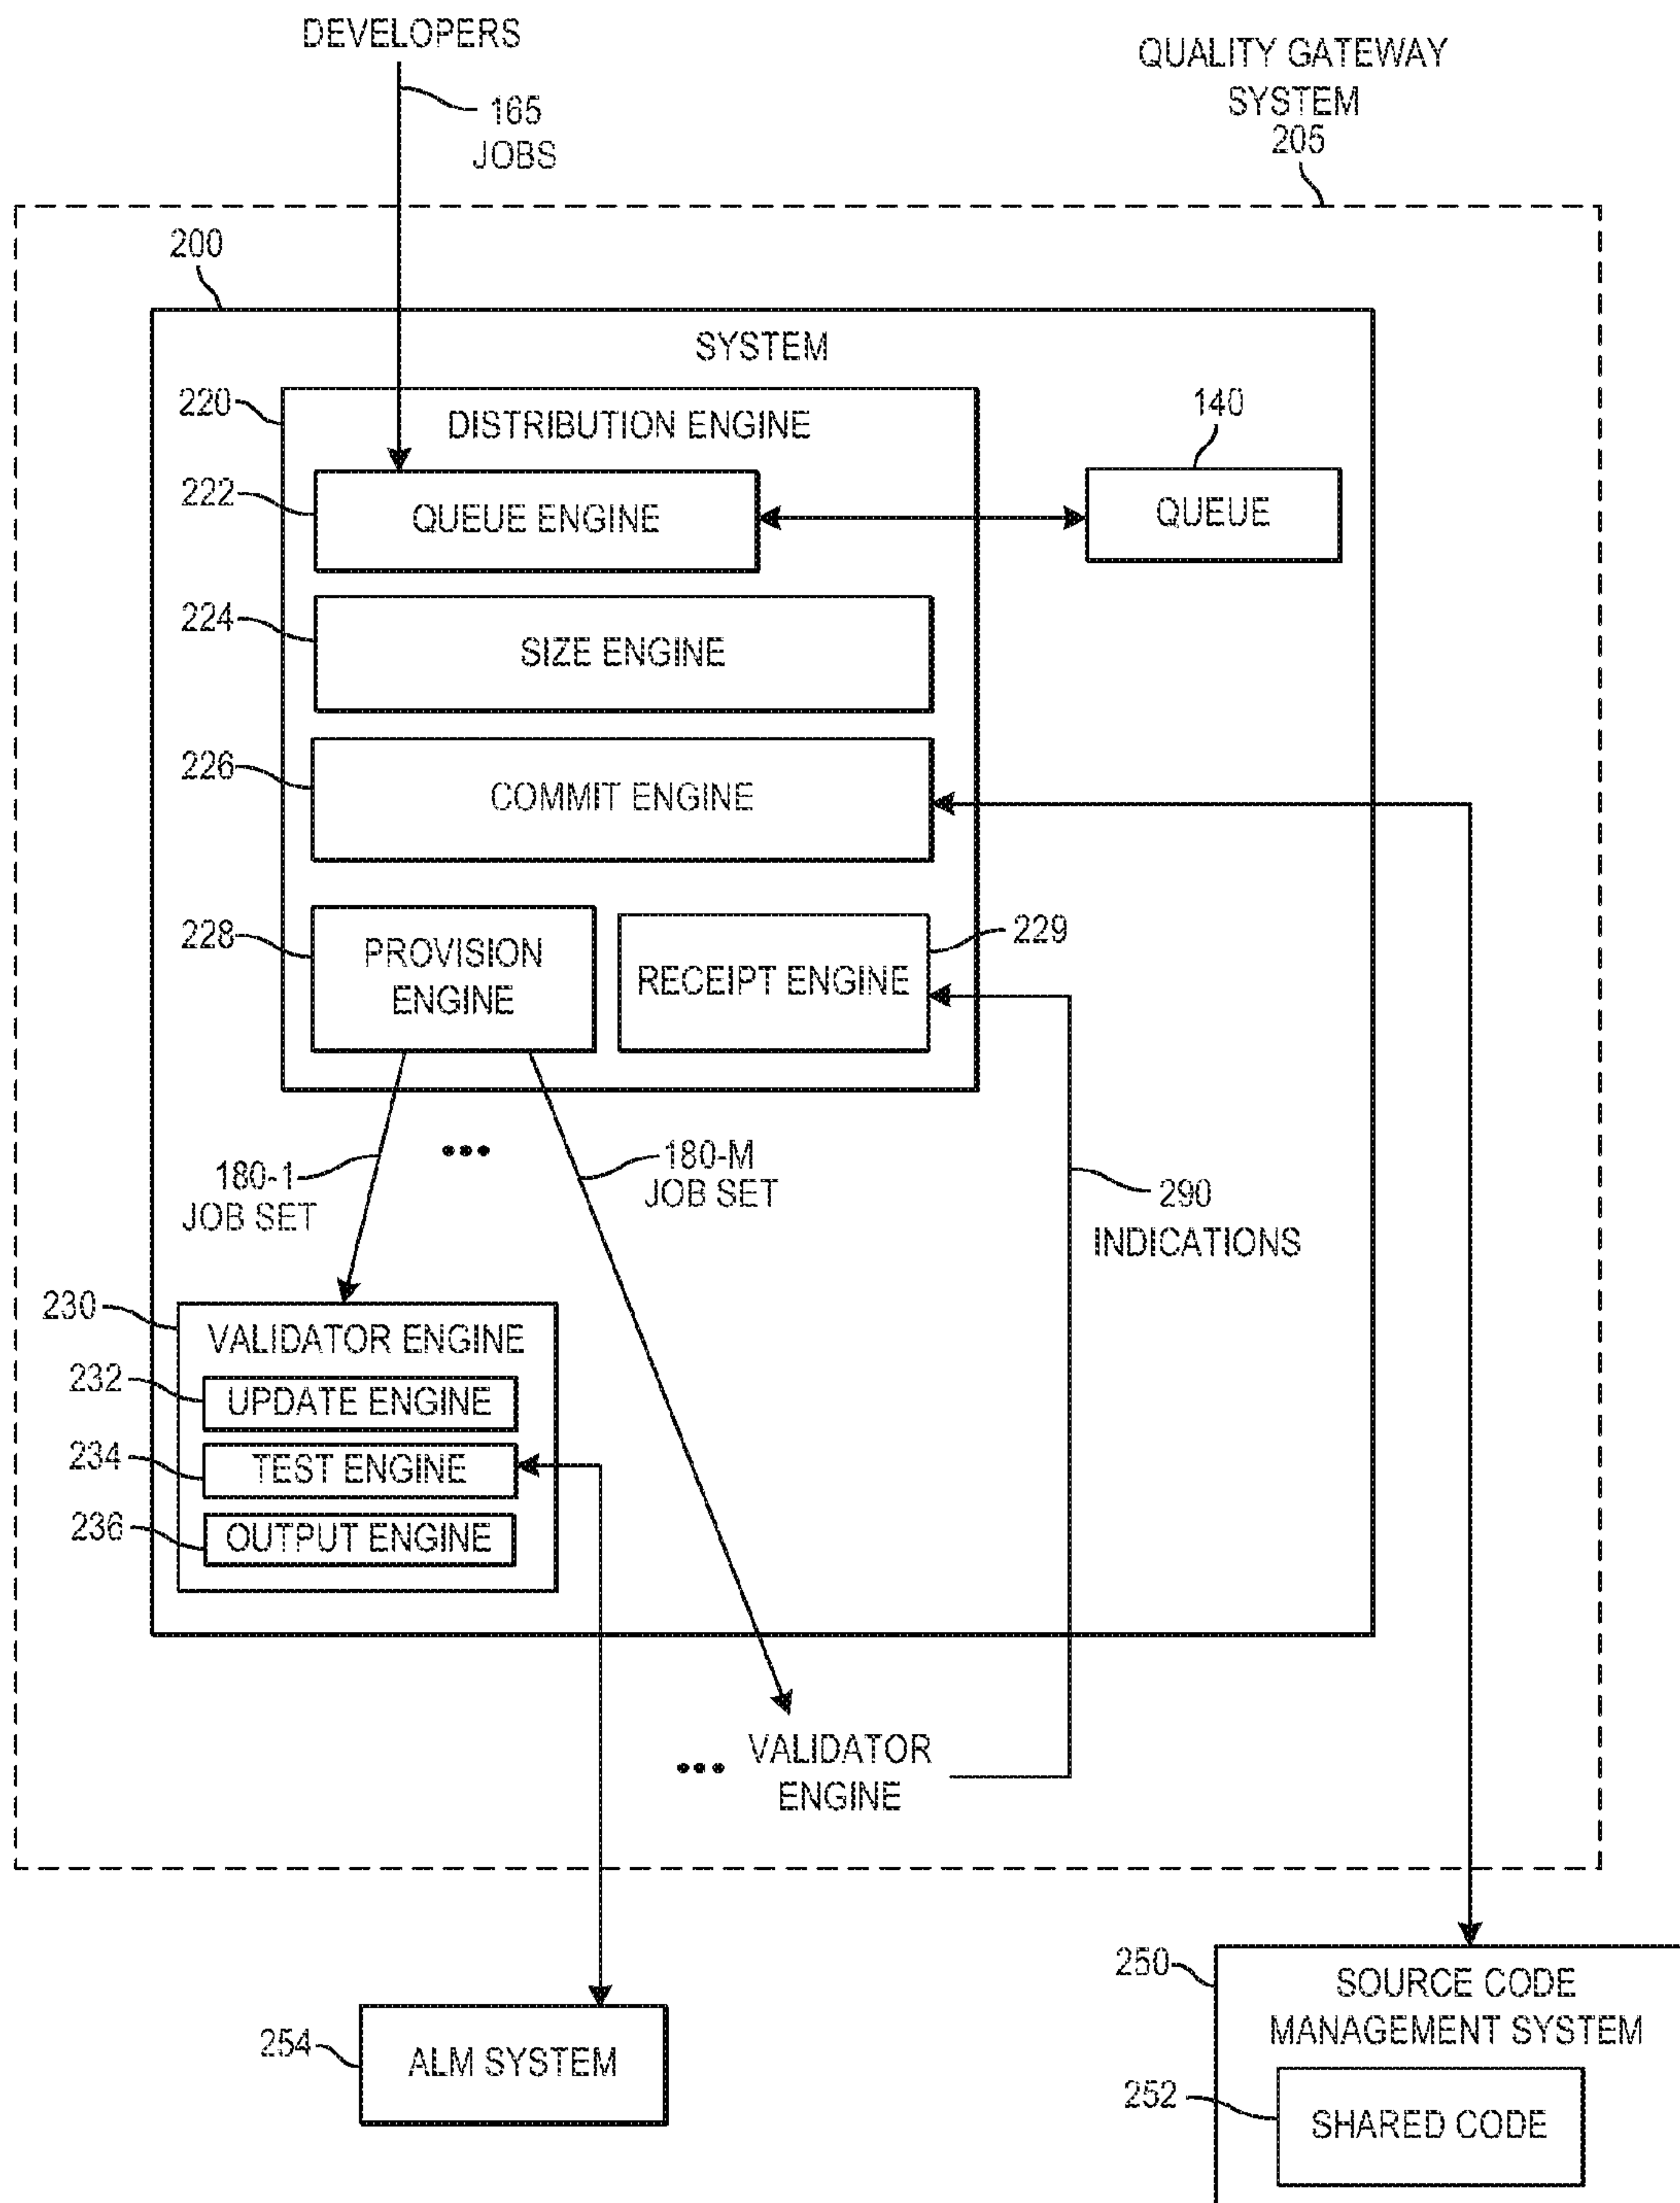 DEVELOPERS
165
JOBS
QUALITY GATEWAY
SYSTEM
205
200
SYSTEM
220
DISTRIBUTION ENGINE
140
222
QUEUE ENGINE
QUEUE
224
SIZE ENGINE
226
COMMIT ENGINE
228
PROVISION
ENGINE
RECEIPT ENGINE
229
180-1
JOB SET
•••
180-M
JOB SET
290
INDICATIONS
230
VALIDATOR ENGINE
232
UPDATE ENGINE
234
TEST ENGINE
236
OUTPUT ENGINE
••• VALIDATOR
ENGINE
254
ALM SYSTEM
250
SOURCE CODE
MANAGEMENT SYSTEM
252
SHARED CODE